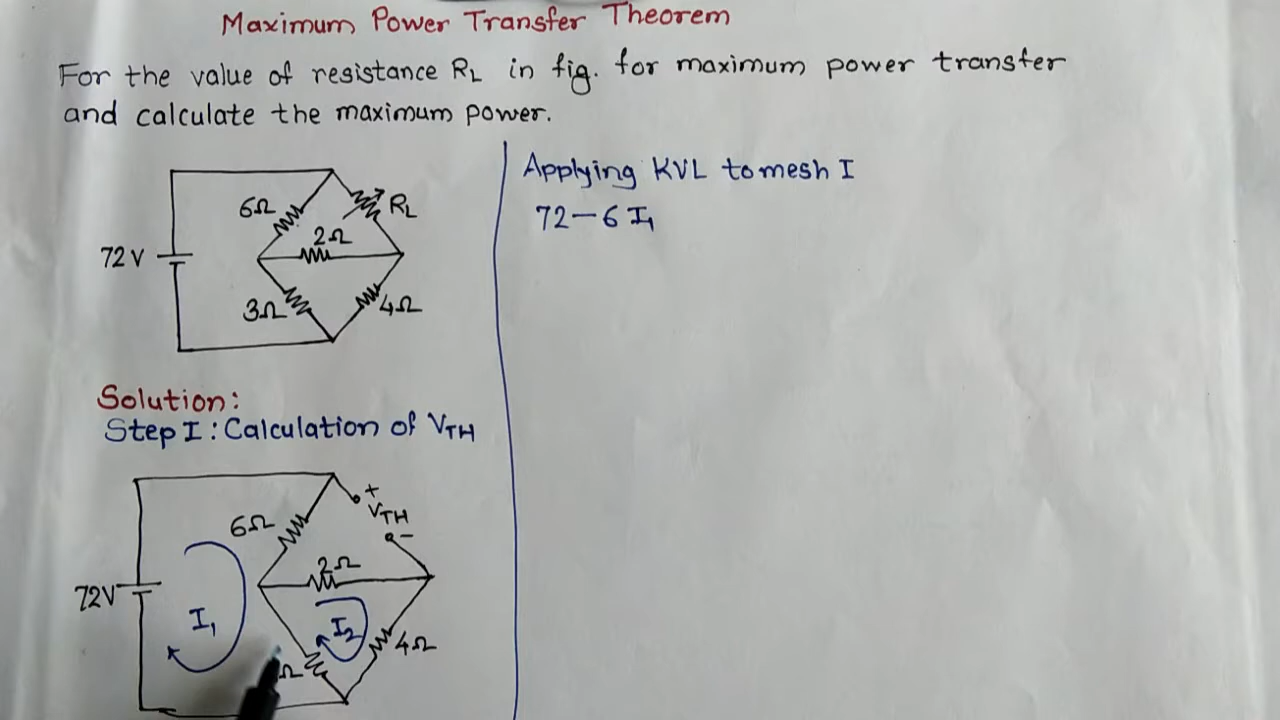 Maximum Power Transfer Theorem
For the value of resistance RL in fig. for maximum power transfer
and calculate the maximum power.
6Ω
RL
2Ω
72 V
3Ω
4Ω
Solution:
Step I : Calculation of VTH
+
VTH
-
6Ω
2Ω
72V
I1
I2
4Ω
Ω
Applying KVL to mesh I
72-6 I1